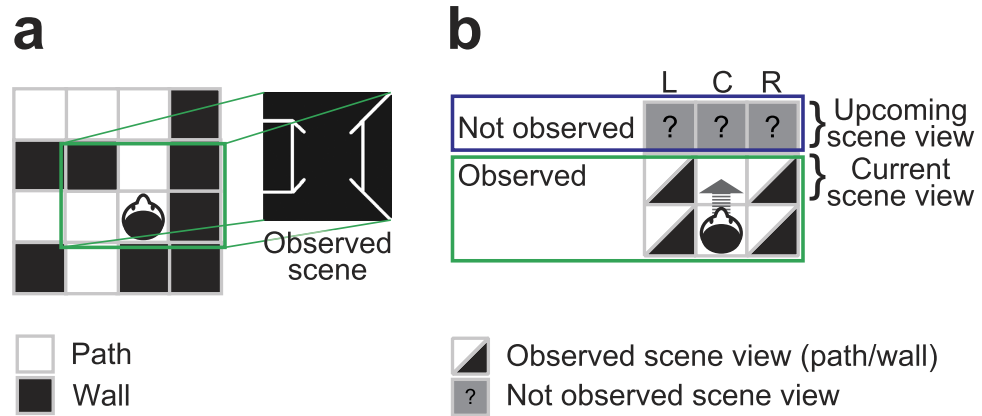 a
Observed
scene
Path
Wall
b
L C R
Not observed ? ? ? } Upcoming
scene view
Observed } Current
scene view
Observed scene view (path/wall)
? Not observed scene view